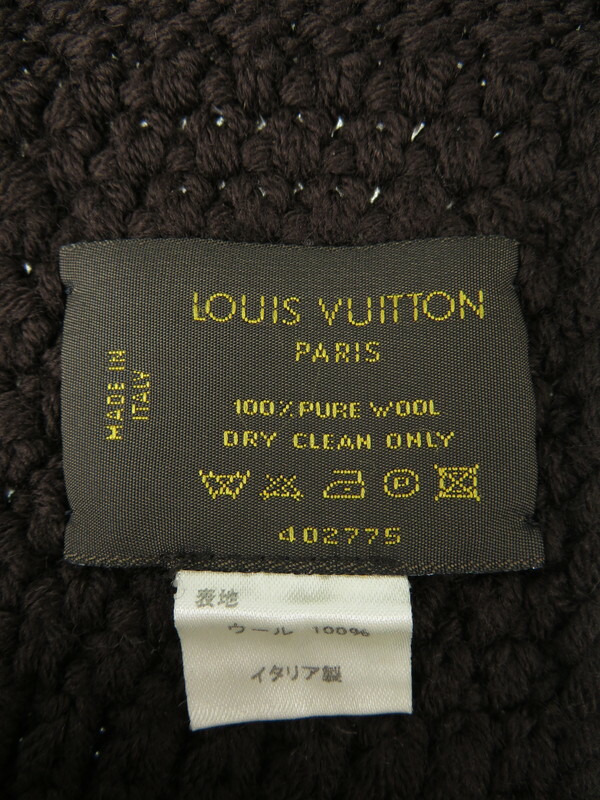 LOUIS VUITTON
PARIS
MADE IN
ITALY
100% PURE WOOL
DRY CLEAN ONLY
P
402775
表地
ウール 100%
イタリア製